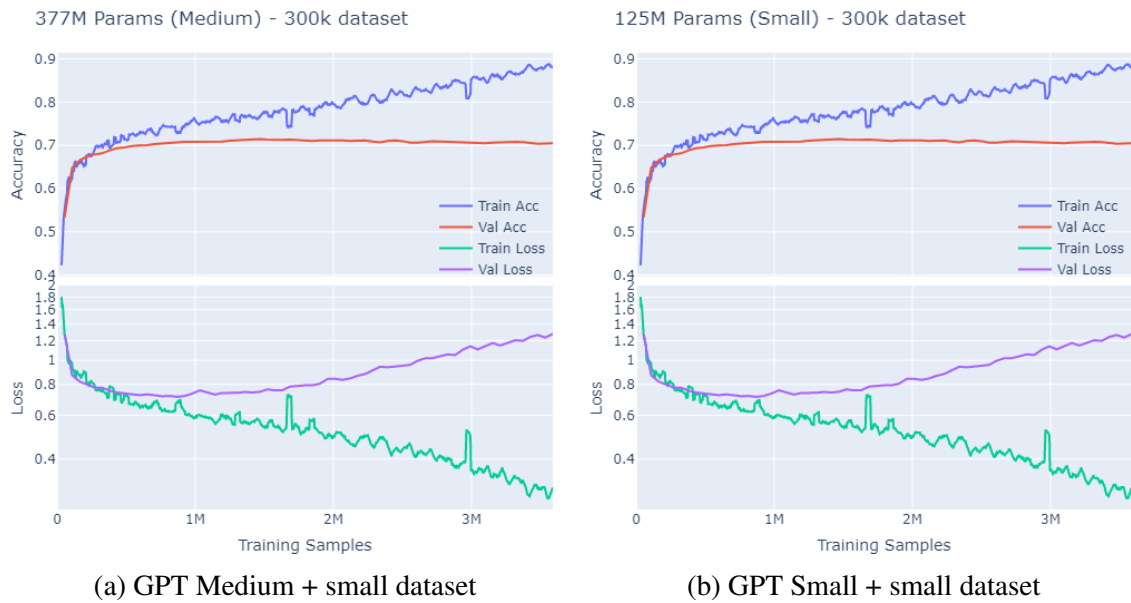 377M Params (Medium) - 300k dataset
0.9
0.8
0.7
0.6
0.5
0.4
Accuracy
Train Acc
Val Acc
Train Loss
Val Loss
2
1.8
1.6
1.4
1.2
1
0.8
0.6
0.4
Loss
0
1M
2M
3M
Training Samples
(a) GPT Medium + small dataset
125M Params (Small) - 300k dataset
0.9
0.8
0.7
0.6
0.5
0.4
Accuracy
Train Acc
Val Acc
Train Loss
Val Loss
2
1.8
1.6
1.4
1.2
1
0.8
0.6
0.4
Loss
0
1M
2M
3M
Training Samples
(b) GPT Small + small dataset